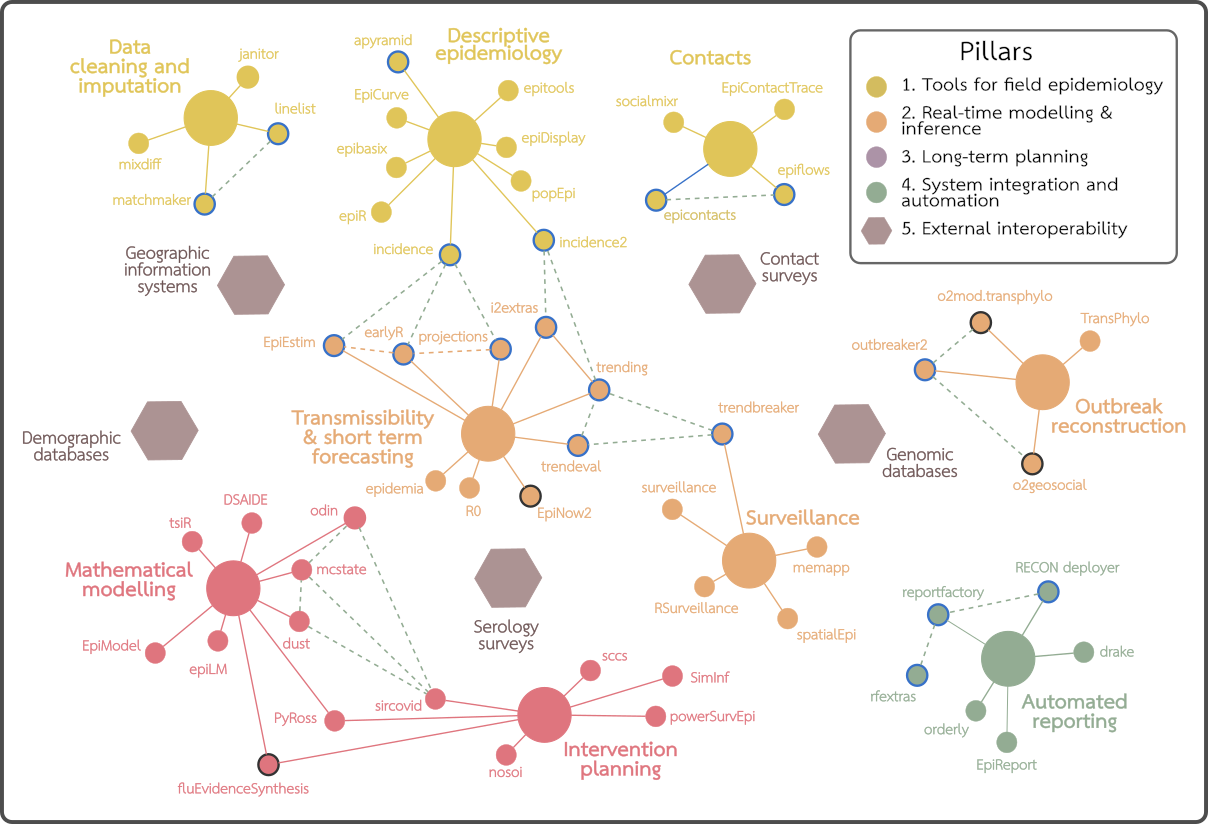 Data
cleaning and
imputation
janitor
linelist
mixdiff
matchmaker
Descriptive
epidemiology
apyramid
EpiCurve
epitools
epiDisplay
epibasix
popEpi
epiR
incidence
incidence2
Contacts
EpiContactTrace
socialmixr
epiflows
epicontacts
Pillars
1. Tools for field epidemiology
2. Real-time modelling &
inference
3. Long-term planning
4. System integration and
automation
5. External interoperability
Geographic
information
systems
Contact
surveys
i2extras
EpiEstim
earlyR
projections
trending
Transmissibility
& short term
forecasting
trendeval
epidemia
R0
EpiNow2
trendbreaker
o2mod.transphylo
TransPhylo
outbreaker2
Outbreak
reconstruction
o2geosocial
Demographic
databases
Genomic
databases
surveillance
Surveillance
memapp
RSurveillance
spatialEpi
DSAIDE
tsiR
odin
Mathematical
modelling
mcstate
dust
EpiModel
epiLM
PyRoss
sircovid
fluEvidenceSynthesis
Serology
surveys
sccs
SimInf
powerSurvEpi
nosoi
Intervention
planning
RECON deployer
reportfactory
drake
rfextras
orderly
Automated
reporting
EpiReport